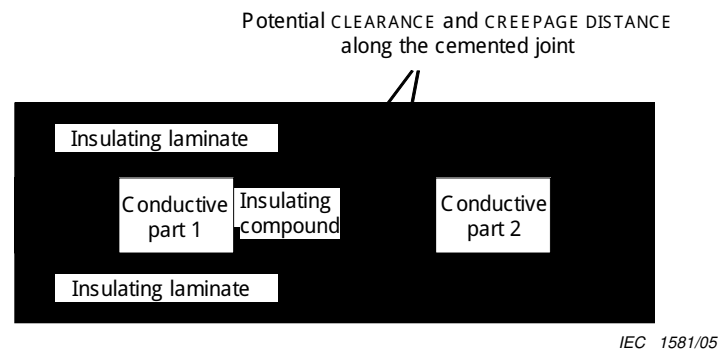 Potential CLEARANCE and CREEPAGE DISTANCE
along the cemented joint
Insulating laminate
Conductive
part 1
Insulating
compound
Conductive
part 2
Insulating laminate
IEC 1581/05